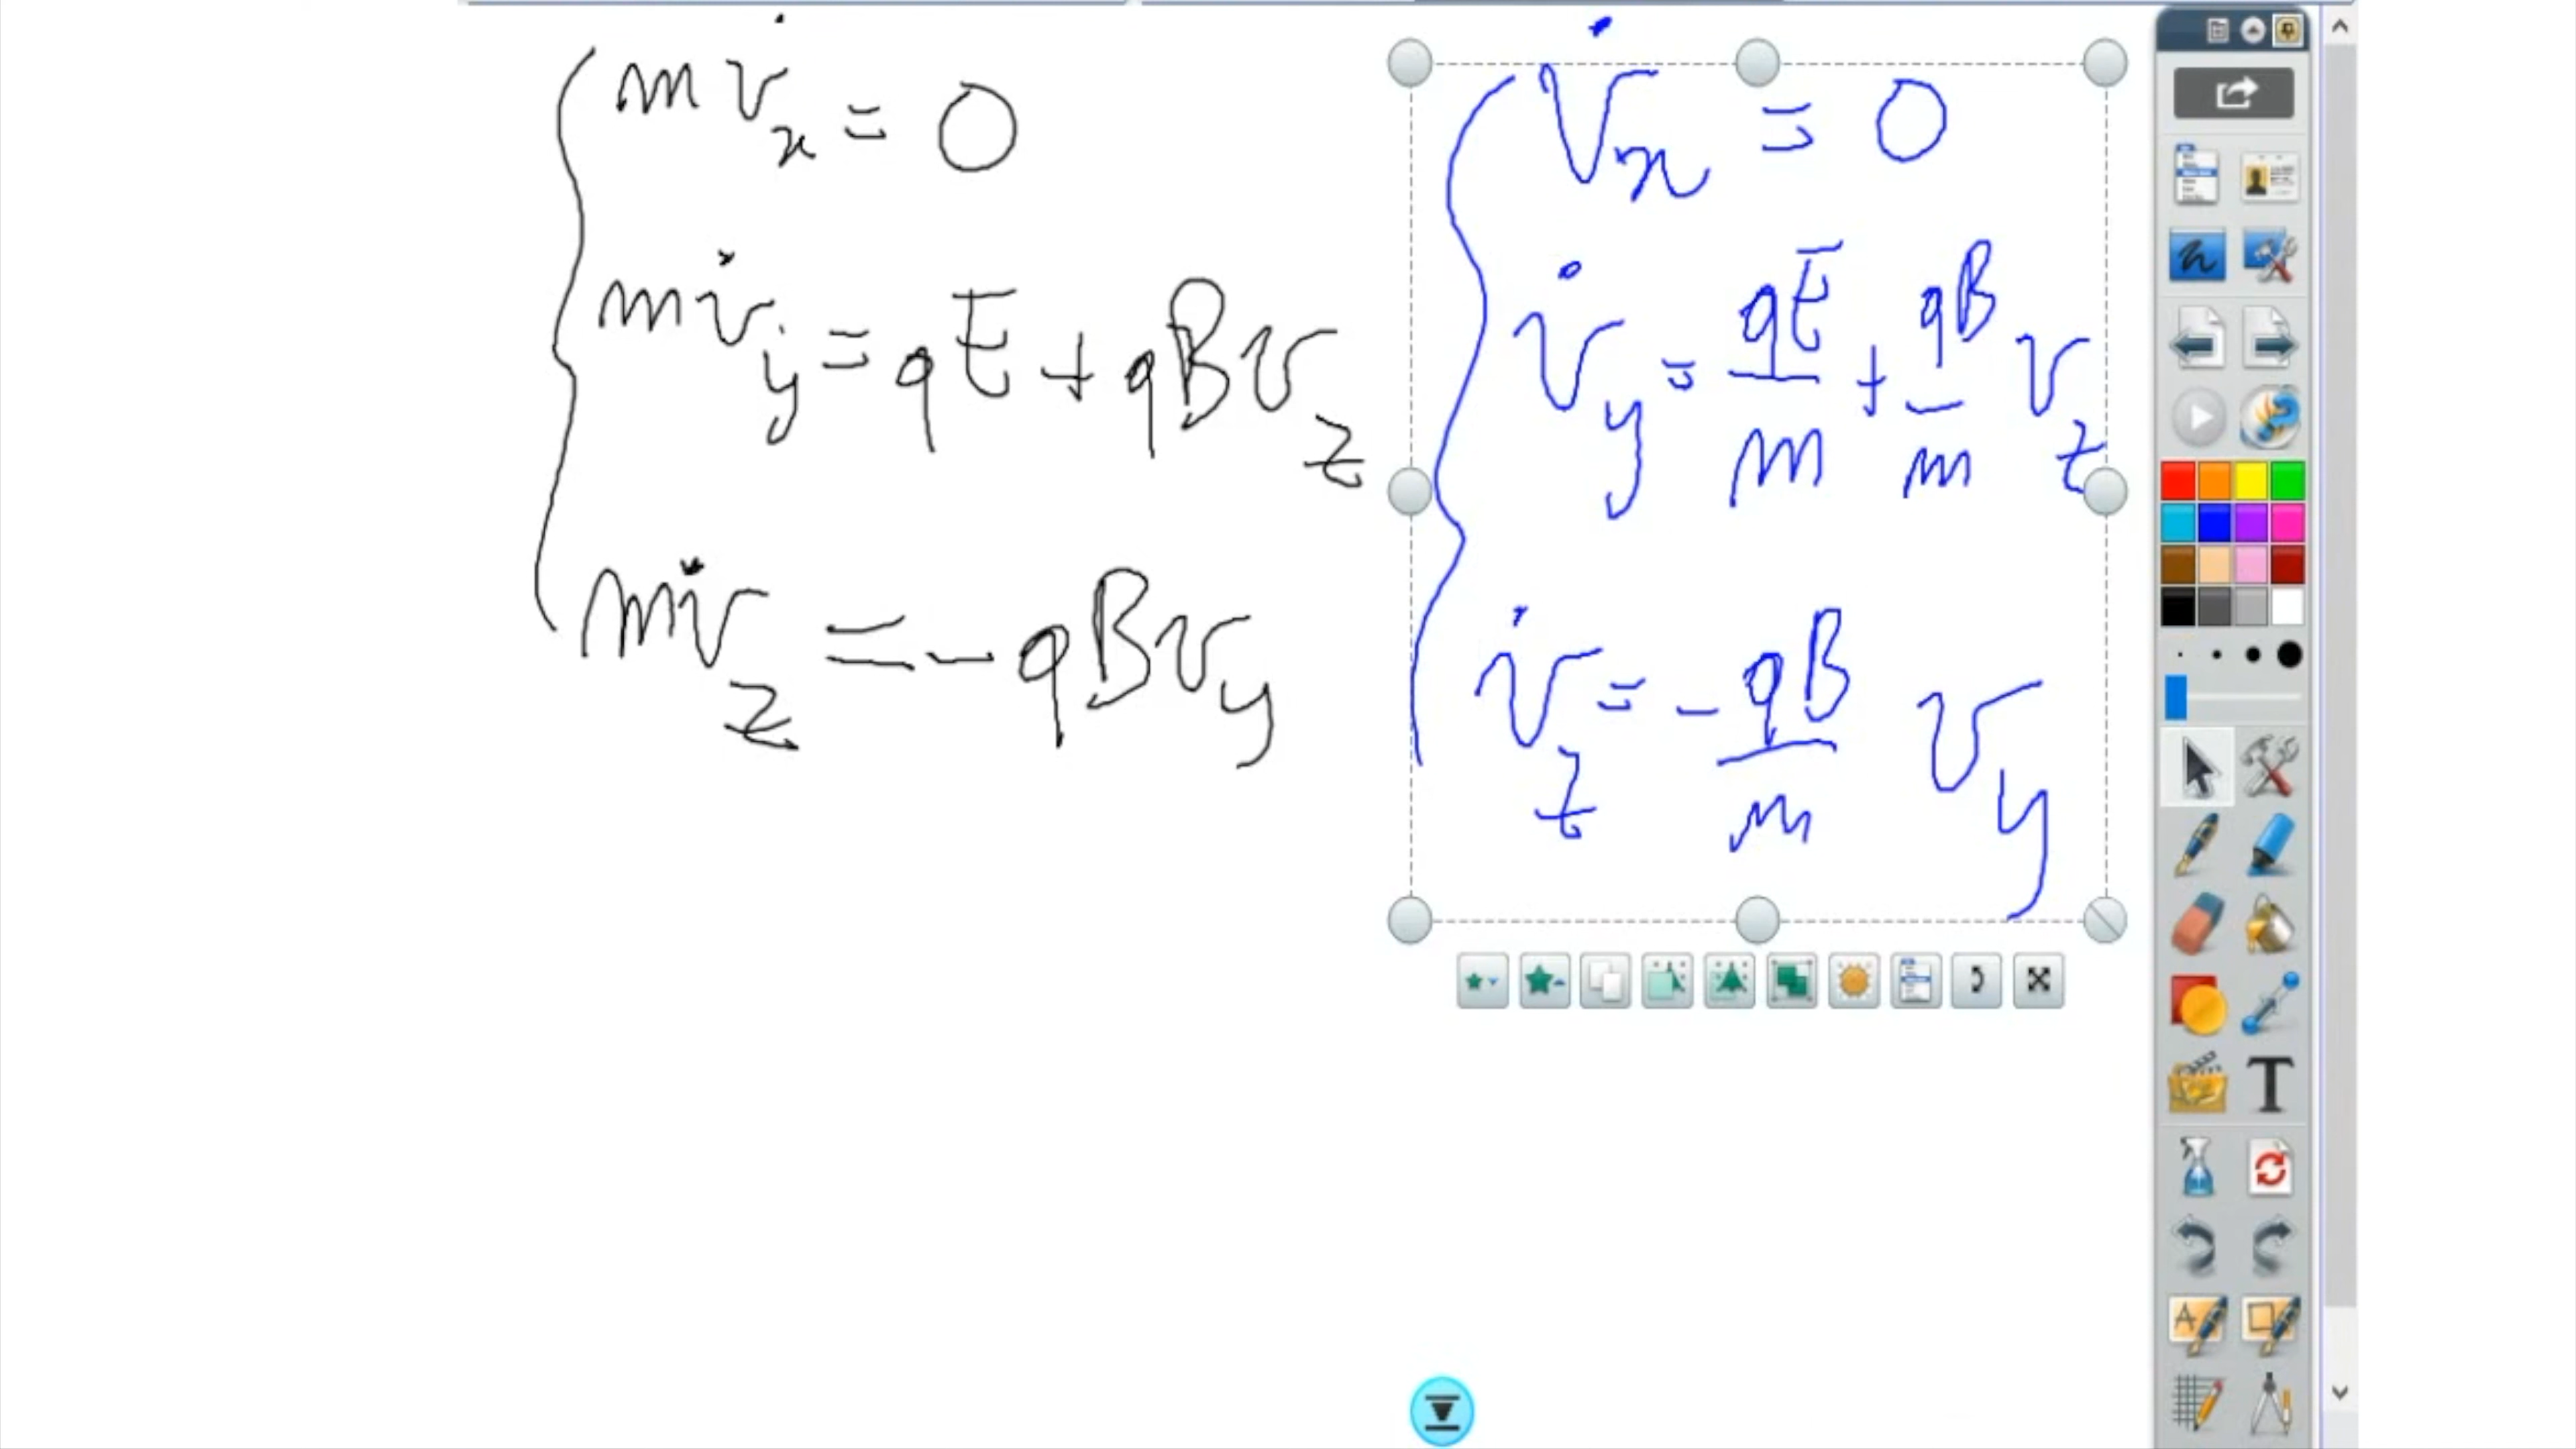 mv̇x = 0
mv̇y = qE + qBvz
mv̇z = - qBvy
v̇x = 0
v̇y = qE/m + qB/m vz
v̇z = - qB/m vy
T